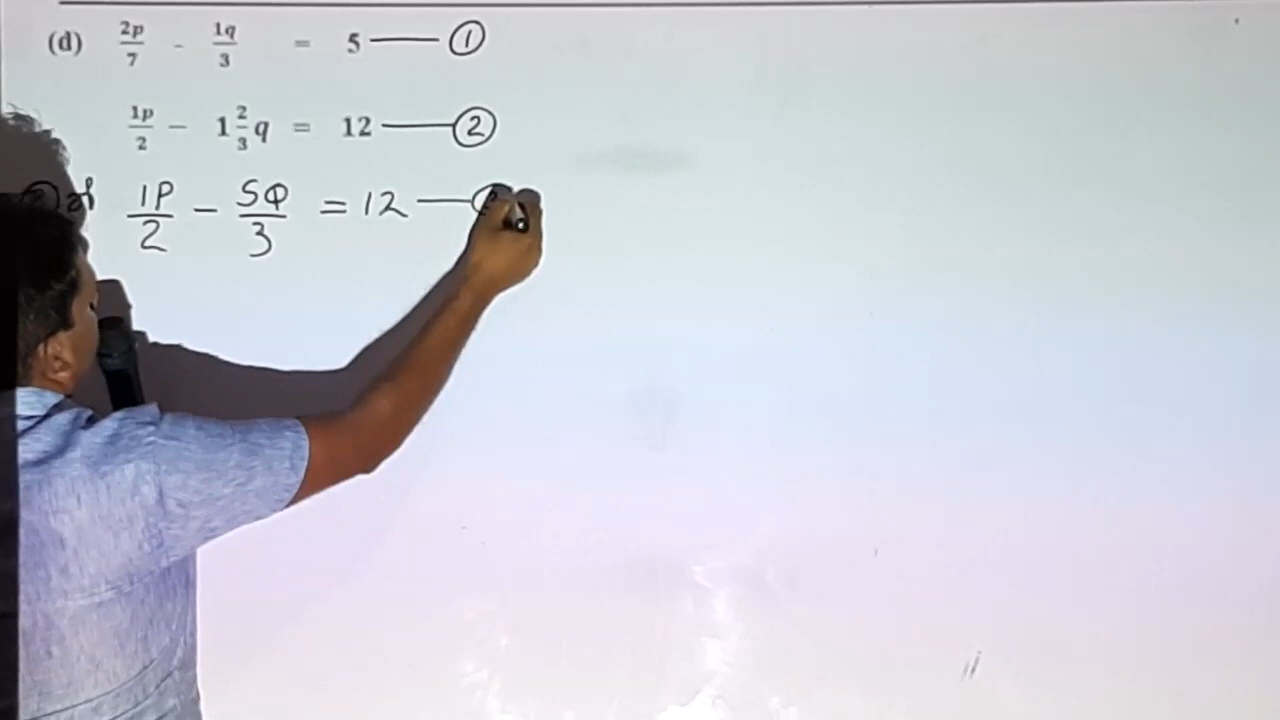 (d) 2p/7 - 1q/3 = 5 — ①
1p/2 – 1 2/3 q = 12 — ②
1P/2 – 5q/3 = 12 —